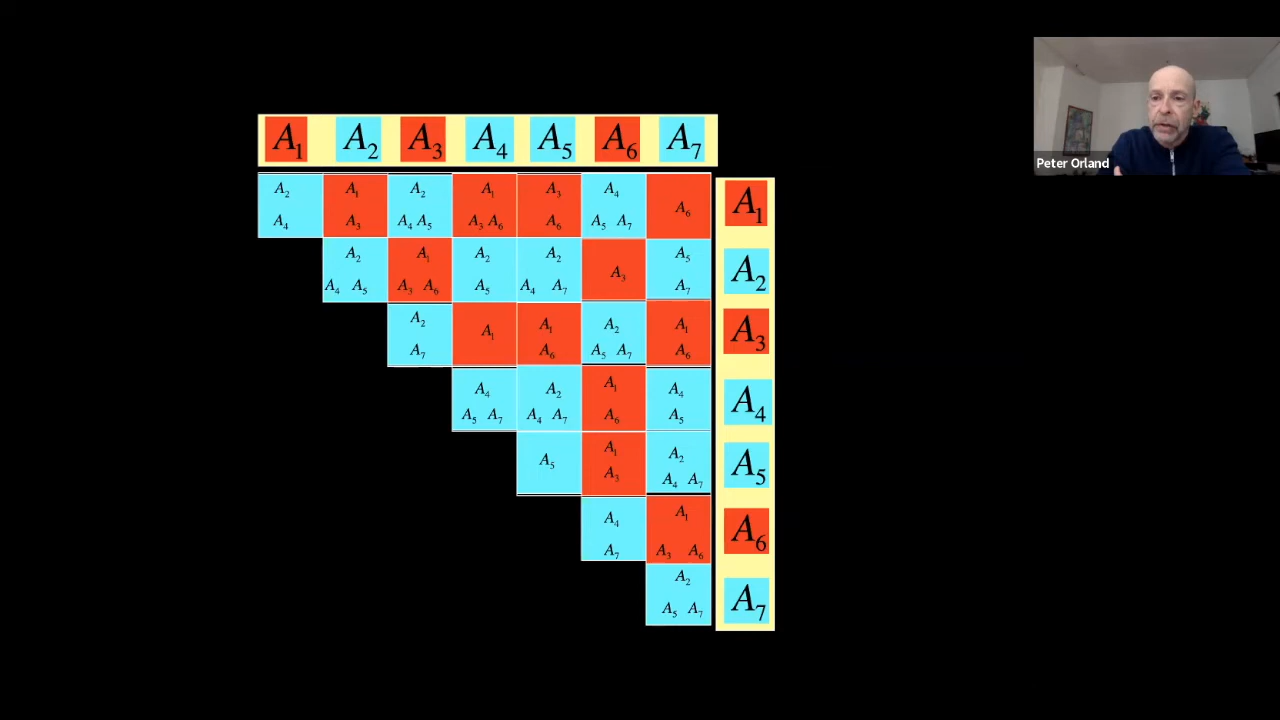 A1 A2 A3 A4 A5 A6 A7
Peter Orland
A2 A1 A2 A1 A3 A4 A6 A1
A4 A3 A4 A5 A3 A6 A6 A5 A7
A2 A1 A2 A2 A3 A5 A2
A4 A5 A3 A6 A5 A4 A7 A7
A2 A1 A1 A2 A1 A3
A7 A6 A5 A7 A6
A4 A2 A1 A4 A4
A5 A7 A4 A7 A6 A5
A5 A1 A2 A5
A3 A4 A7
A4 A1 A6
A7 A3 A6
A2 A7
A5 A7